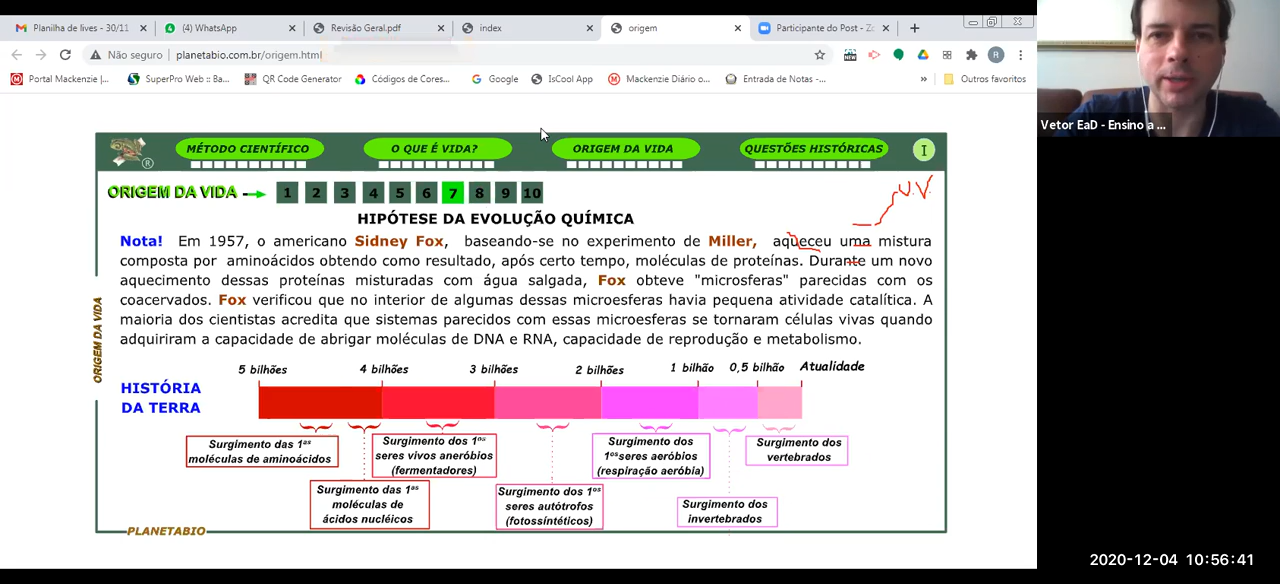 Planilha de lives - 30/11
(4) WhatsApp
Revisão Geral.pdf
index
origem
Participante do Post - Zo
Não seguro
planetabio.com.br/origem.html
NEW
R
Portal Mackenzie
SuperPro Web :: Ba...
QR Code Generator
Códigos de Cores...
Google
IsCool App
Mackenzie Diário o...
Entrada de Notas -...
»
Outros favoritos
Vetor EaD - Ensino a ...
MÉTODO CIENTÍFICO
O QUE É VIDA?
ORIGEM DA VIDA
QUESTÕES HISTÓRICAS
I
®
ORIGEM DA VIDA
1 2 3 4 5 6 7 8 9 10
U.V.
HIPÓTESE DA EVOLUÇÃO QUÍMICA
Nota! Em 1957, o americano Sidney Fox, baseando-se no experimento de Miller, aqueceu uma mistura
composta por aminoácidos obtendo como resultado, após certo tempo, moléculas de proteínas. Durante um novo
aquecimento dessas proteínas misturadas com água salgada, Fox obteve "microsferas" parecidas com os
coacervados. Fox verificou que no interior de algumas dessas microesferas havia pequena atividade catalítica. A
maioria dos cientistas acredita que sistemas parecidos com essas microesferas se tornaram células vivas quando
adquiriram a capacidade de abrigar moléculas de DNA e RNA, capacidade de reprodução e metabolismo.
ORIGEM DA VIDA
5 bilhões
4 bilhões
3 bilhões
2 bilhões
1 bilhão
0,5 bilhão
Atualidade
HISTÓRIA
DA TERRA
Surgimento das 1ªˢ
moléculas de aminoácidos
Surgimento dos 1ºˢ
seres vivos aneróbios
(fermentadores)
Surgimento dos
1ºˢseres aeróbios
(respiração aeróbia)
Surgimento dos
vertebrados
Surgimento das 1ªˢ
moléculas de
ácidos nucléicos
Surgimento dos 1ºˢ
seres autótrofos
(fotossíntéticos)
Surgimento dos
invertebrados
PLANETABIO
2020-12-04 10:56:41